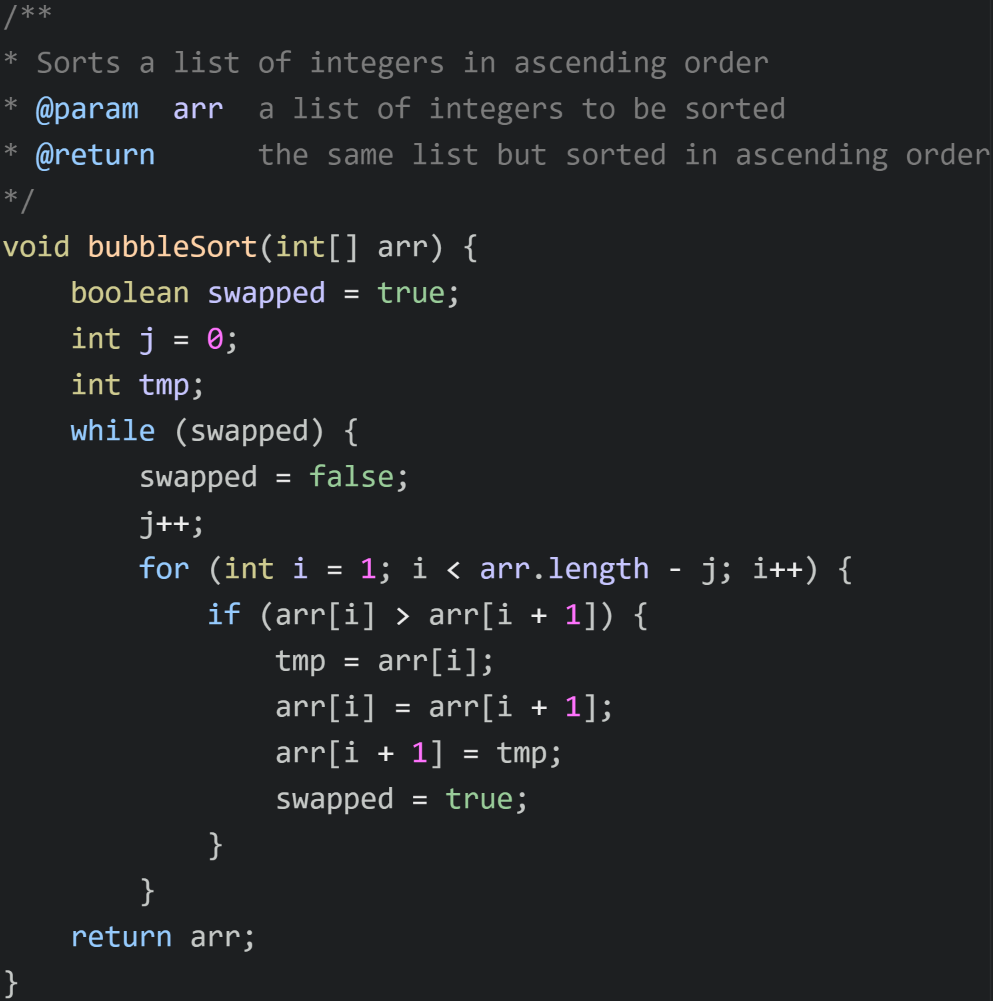 /**
* Sorts a list of integers in ascending order
* @param  arr  a list of integers to be sorted
* @return      the same list but sorted in ascending order
*/
void bubbleSort(int[] arr) {
    boolean swapped = true;
    int j = 0;
    int tmp;
    while (swapped) {
        swapped = false;
        j++;
        for (int i = 1; i < arr.length - j; i++) {
            if (arr[i] > arr[i + 1]) {
                tmp = arr[i];
                arr[i] = arr[i + 1];
                arr[i + 1] = tmp;
                swapped = true;
            }
        }
    return arr;
}